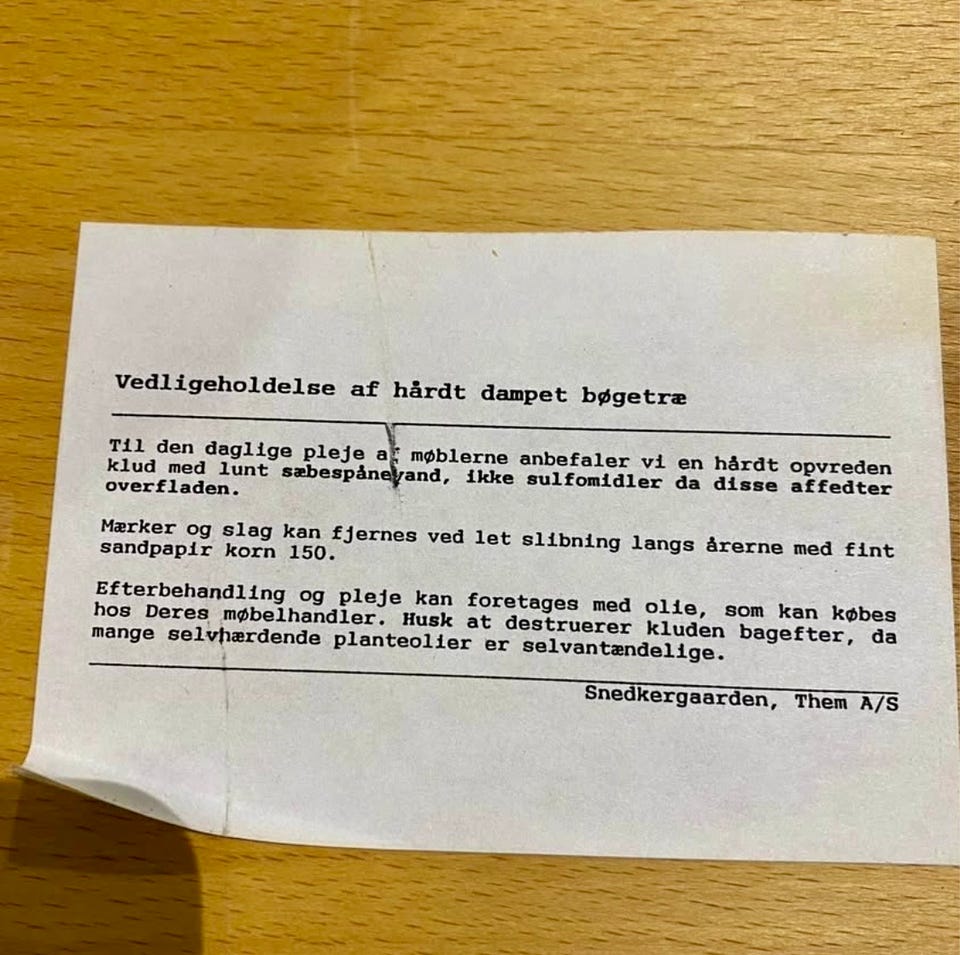 Vedligeholdelse af hårdt dampet bøgetræ
Til den daglige pleje af møblerne anbefaler vi en hårdt opvreden
klud med lunt sæbespånevand, ikke sulfomidler da disse affedter
overfladen.
Mærker og slag kan fjernes ved let slibning langs årerne med fint
sandpapir korn 150.
Efterbehandling og pleje kan foretages med olie, som kan købes
hos Deres møbelhandler. Husk at destruerer kluden bagefter, da
mange selvhærdende planteolier er selvantændelige.
Snedkergaarden, Them A/S